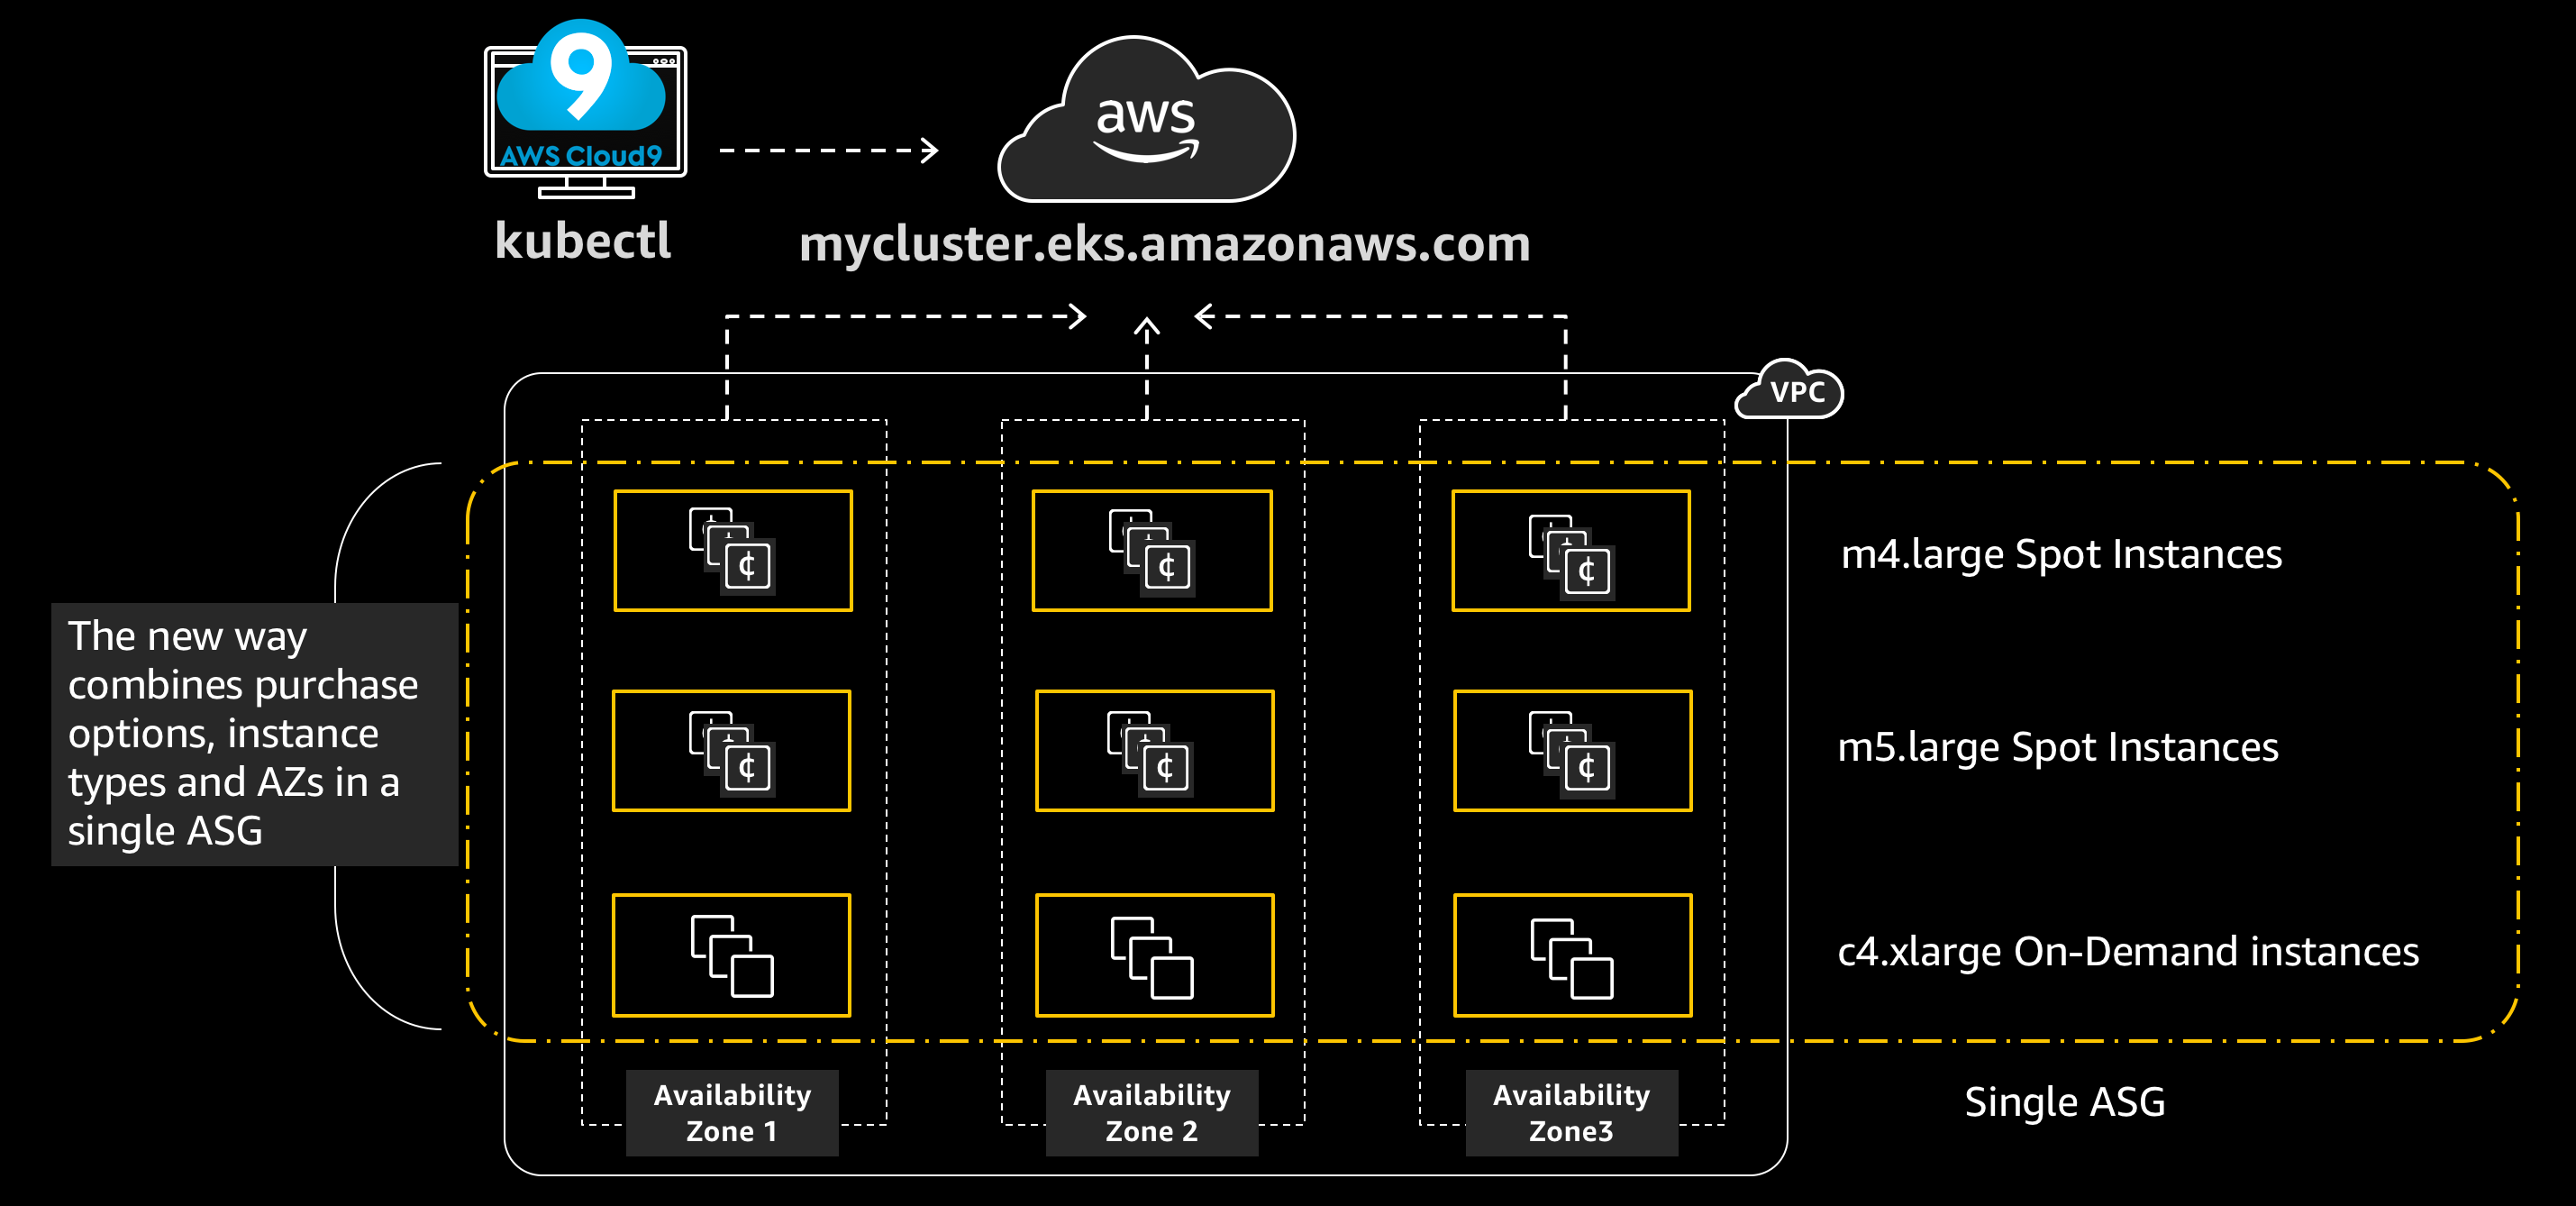 9
AWS Cloud9
aws
kubectl
mycluster.eks.amazonaws.com
VPC
¢
¢
¢
m4.large Spot Instances
The new way
combines purchase
options, instance
types and AZs in a
single ASG
¢
¢
¢
m5.large Spot Instances
c4.xlarge On-Demand instances
Availability
Zone 1
Availability
Zone 2
Availability
Zone3
Single ASG